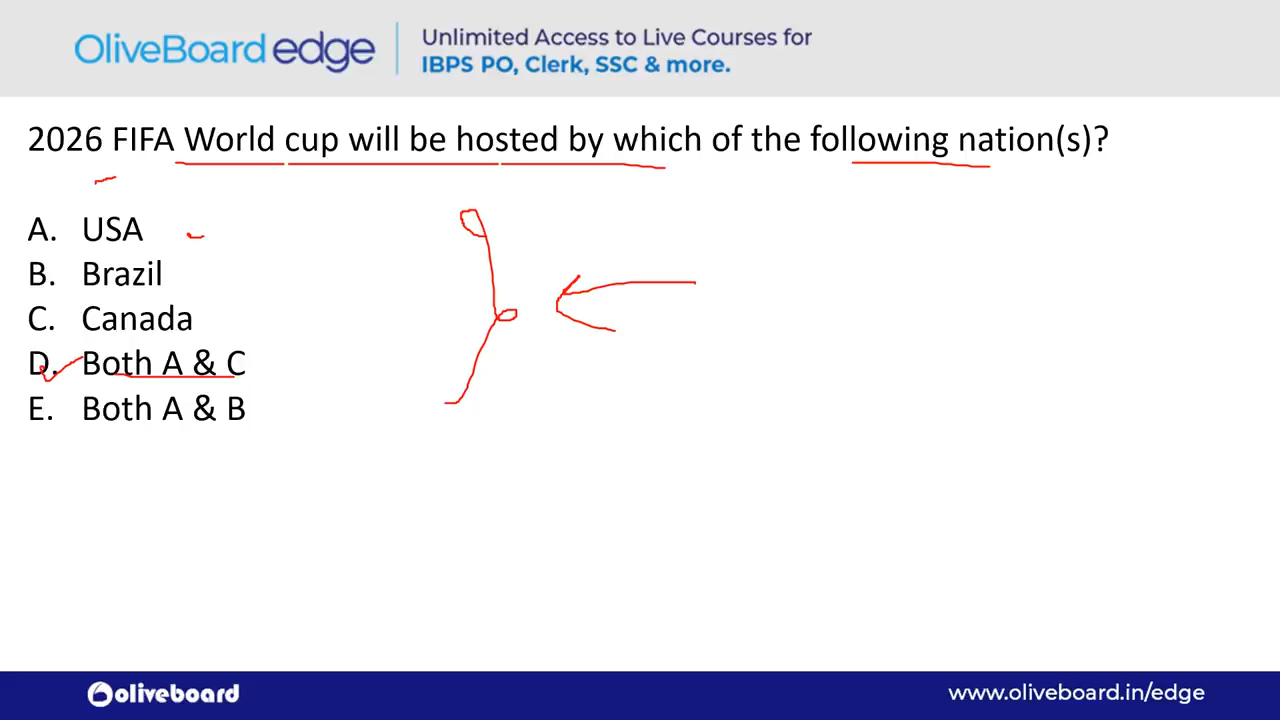 OliveBoard edge
Unlimited Access to Live Courses for
IBPS PO, Clerk, SSC & more.
2026 FIFA World cup will be hosted by which of the following nation(s)?
A. USA
B. Brazil
C. Canada
D. Both A & C
E. Both A & B
oliveboard
www.oliveboard.in/edge